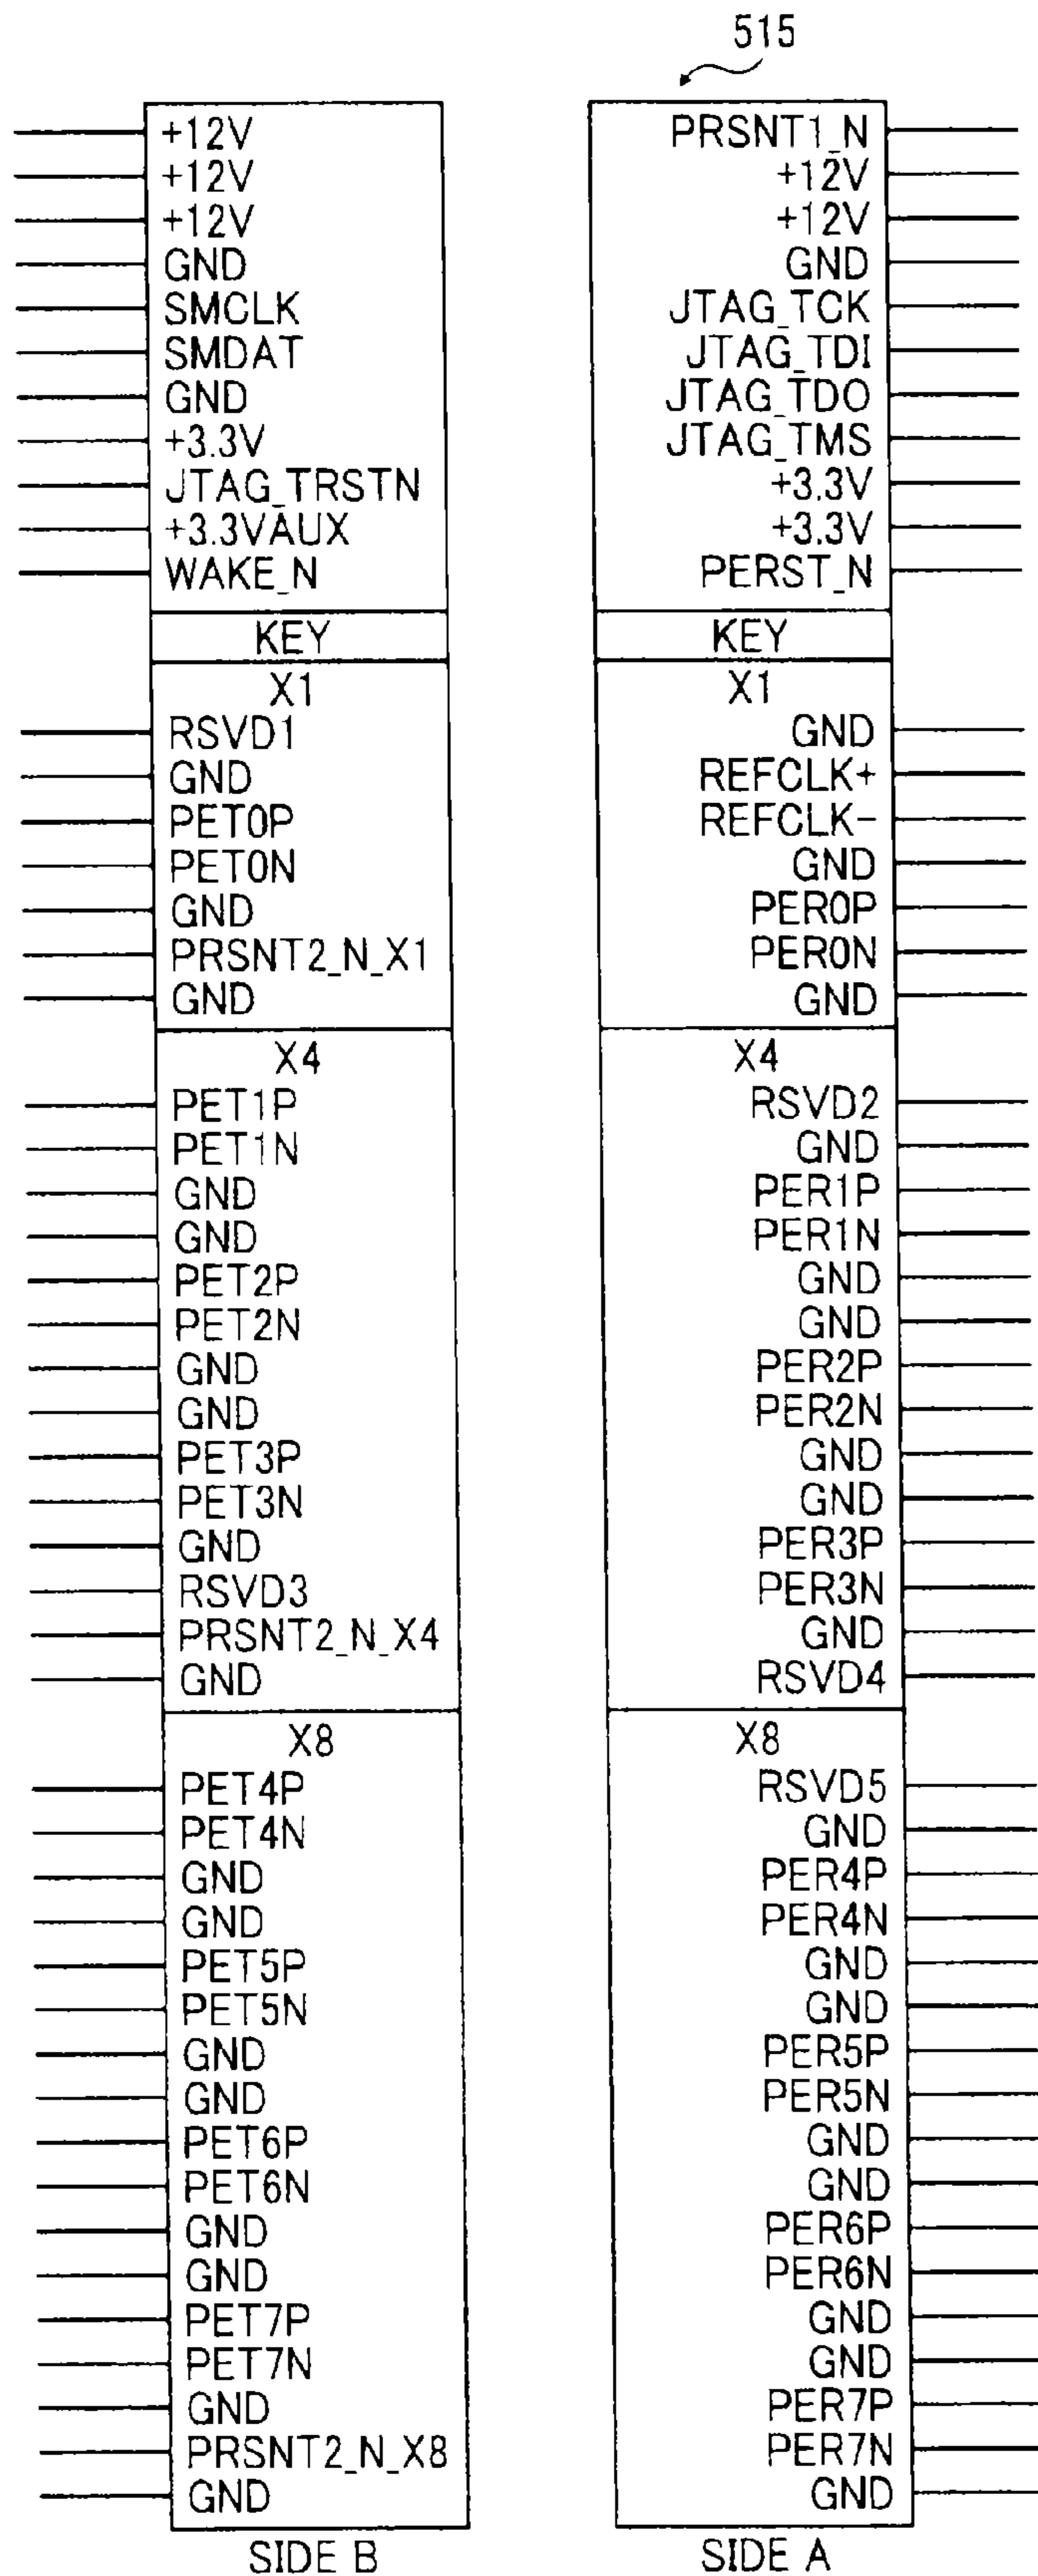 515
+12V
+12V
+12V
GND
SMCLK
SMDAT
GND
+3.3V
JTAG_TRSTN
+3.3VAUX
WAKE_N
KEY
X1
RSVD1
GND
PET0P
PET0N
GND
PRSNT2_N_X1
GND
X4
PET1P
PET1N
GND
GND
PET2P
PET2N
GND
GND
PET3P
PET3N
GND
RSVD3
PRSNT2_N_X4
GND
X8
PET4P
PET4N
GND
GND
PET5P
PET5N
GND
GND
PET6P
PET6N
GND
GND
PET7P
PET7N
GND
PRSNT2_N_X8
GND
SIDE B
PRSNT1_N
+12V
+12V
GND
JTAG_TCK
JTAG_TDI
JTAG_TDO
JTAG_TMS
+3.3V
+3.3V
PERST_N
KEY
X1
GND
REFCLK+
REFCLK-
GND
PER0P
PER0N
GND
X4
RSVD2
GND
PER1P
PER1N
GND
GND
PER2P
PER2N
GND
GND
PER3P
PER3N
GND
RSVD4
X8
RSVD5
GND
PER4P
PER4N
GND
GND
PER5P
PER5N
GND
GND
PER6P
PER6N
GND
GND
PER7P
PER7N
GND
SIDE A